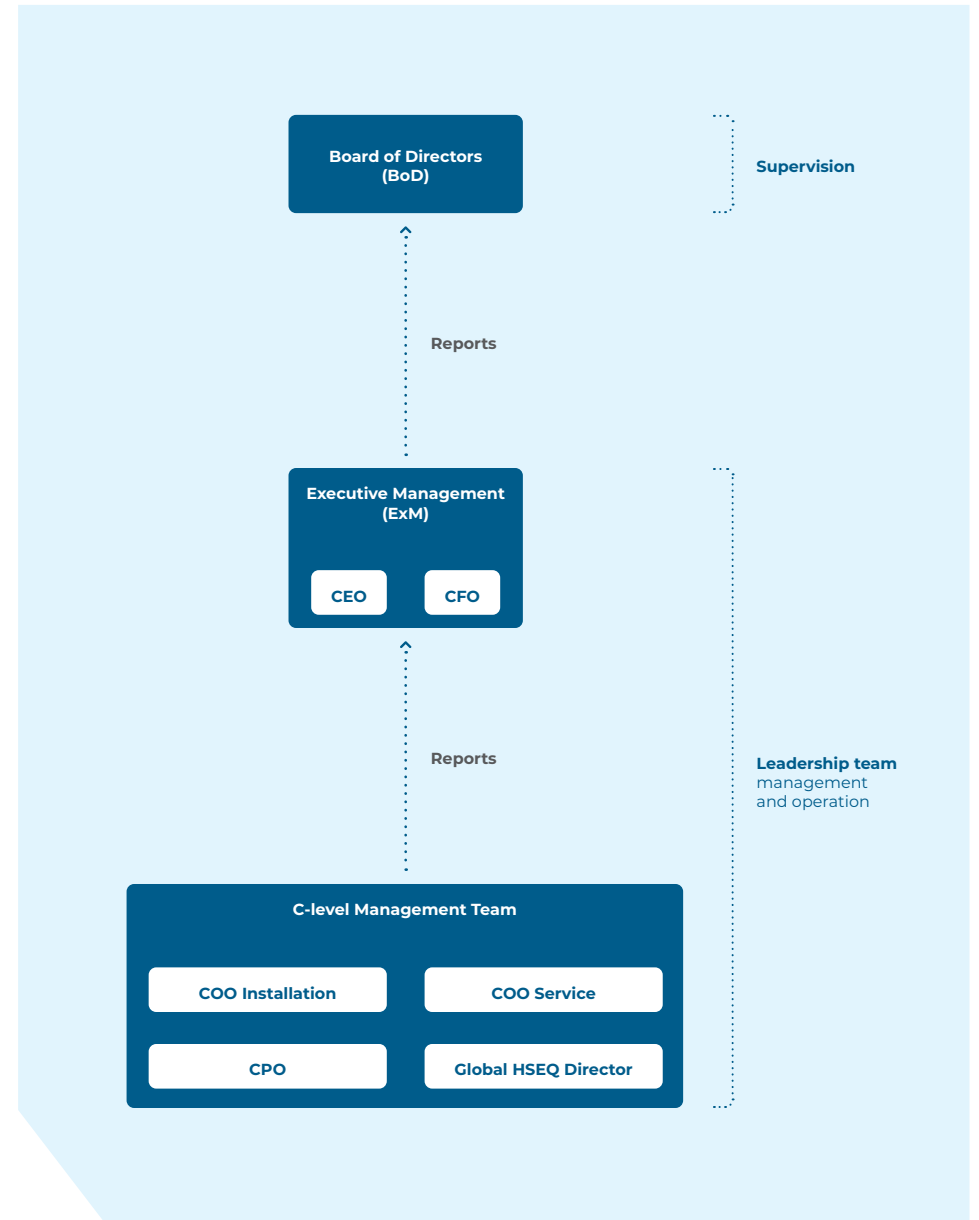 Board of Directors
(BoD)
Supervision
Reports
Executive Management
(ExM)
CEO
CFO
Reports
Leadership team
management
and operation
C-level Management Team
COO Installation
COO Service
CPO
Global HSEQ Director